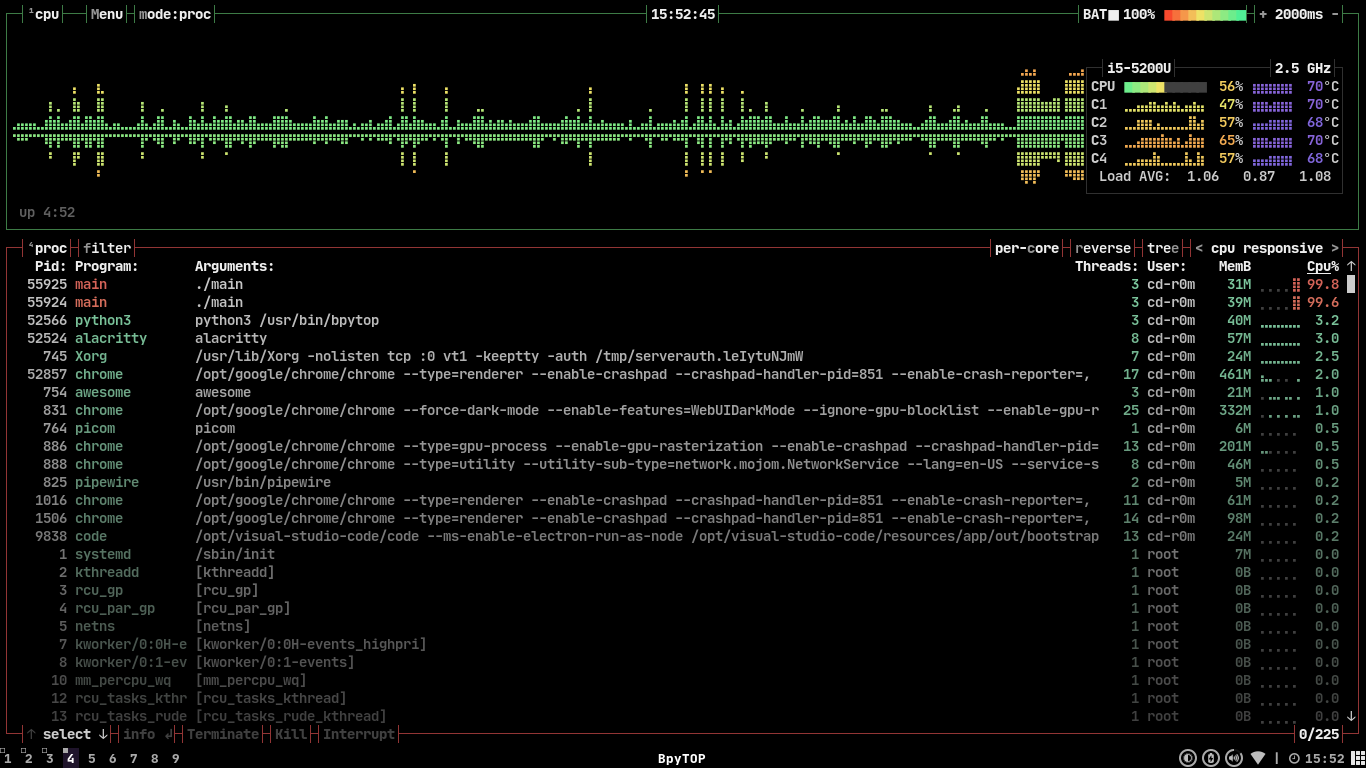 ¹cpu Menu mode:proc 15:52:45 BAT■ 100% + 2000ms -
i5-5200U 2.5 GHz
CPU 56% 70°C
C1 47% 70°C
C2 57% 68°C
C3 65% 70°C
C4 57% 68°C
Load AVG: 1.06 0.87 1.08
up 4:52
⁴proc filter per-core reverse tree < cpu responsive >
Pid: Program: Arguments: Threads: User: MemB Cpu% ↑
55925 main ./main 3 cd-r0m 31M 99.8
55924 main ./main 3 cd-r0m 39M 99.6
52566 python3 python3 /usr/bin/bpytop 3 cd-r0m 40M 3.2
52524 alacritty alacritty 8 cd-r0m 57M 3.0
745 Xorg /usr/lib/Xorg -nolisten tcp :0 vt1 -keeptty -auth /tmp/serverauth.leIytuNJmW 7 cd-r0m 24M 2.5
52857 chrome /opt/google/chrome/chrome --type=renderer --enable-crashpad --crashpad-handler-pid=851 --enable-crash-reporter=, 17 cd-r0m 461M 2.0
754 awesome awesome 3 cd-r0m 21M 1.0
831 chrome /opt/google/chrome/chrome --force-dark-mode --enable-features=WebUIDarkMode --ignore-gpu-blocklist --enable-gpu-r 25 cd-r0m 332M 1.0
764 picom picom 1 cd-r0m 6M 0.5
886 chrome /opt/google/chrome/chrome --type=gpu-process --enable-gpu-rasterization --enable-crashpad --crashpad-handler-pid= 13 cd-r0m 201M 0.5
888 chrome /opt/google/chrome/chrome --type=utility --utility-sub-type=network.mojom.NetworkService --lang=en-US --service-s 8 cd-r0m 46M 0.5
825 pipewire /usr/bin/pipewire 2 cd-r0m 5M 0.2
1016 chrome /opt/google/chrome/chrome --type=renderer --enable-crashpad --crashpad-handler-pid=851 --enable-crash-reporter=, 11 cd-r0m 61M 0.2
1506 chrome /opt/google/chrome/chrome --type=renderer --enable-crashpad --crashpad-handler-pid=851 --enable-crash-reporter=, 14 cd-r0m 98M 0.2
9838 code /opt/visual-studio-code/code --ms-enable-electron-run-as-node /opt/visual-studio-code/resources/app/out/bootstrap 13 cd-r0m 24M 0.2
1 systemd /sbin/init 1 root 7M 0.0
2 kthreadd [kthreadd] 1 root 0B 0.0
3 rcu_gp [rcu_gp] 1 root 0B 0.0
4 rcu_par_gp [rcu_par_gp] 1 root 0B 0.0
5 netns [netns] 1 root 0B 0.0
7 kworker/0:0H-e [kworker/0:0H-events_highpri] 1 root 0B 0.0
8 kworker/0:1-ev [kworker/0:1-events] 1 root 0B 0.0
10 mm_percpu_wq [mm_percpu_wq] 1 root 0B 0.0
12 rcu_tasks_kthr [rcu_tasks_kthread] 1 root 0B 0.0
13 rcu_tasks_rude [rcu_tasks_rude_kthread] 1 root 0B 0.0 ↓
↑ select ↓ info ↲ Terminate Kill Interrupt 0/225
1 2 3 4 5 6 7 8 9 BpyTOP | 15:52